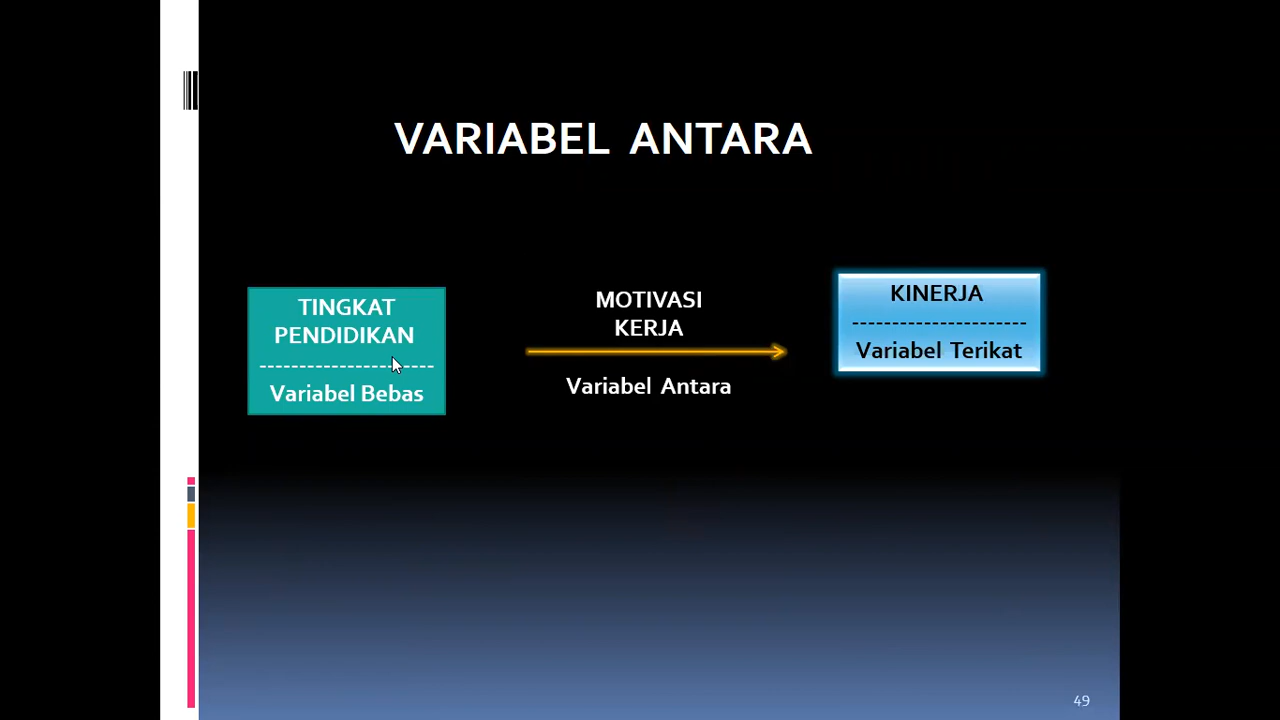 VARIABEL ANTARA
TINGKAT
PENDIDIKAN
--------------------
Variabel Bebas
MOTIVASI
KERJA
Variabel Antara
KINERJA
--------------------
Variabel Terikat
49